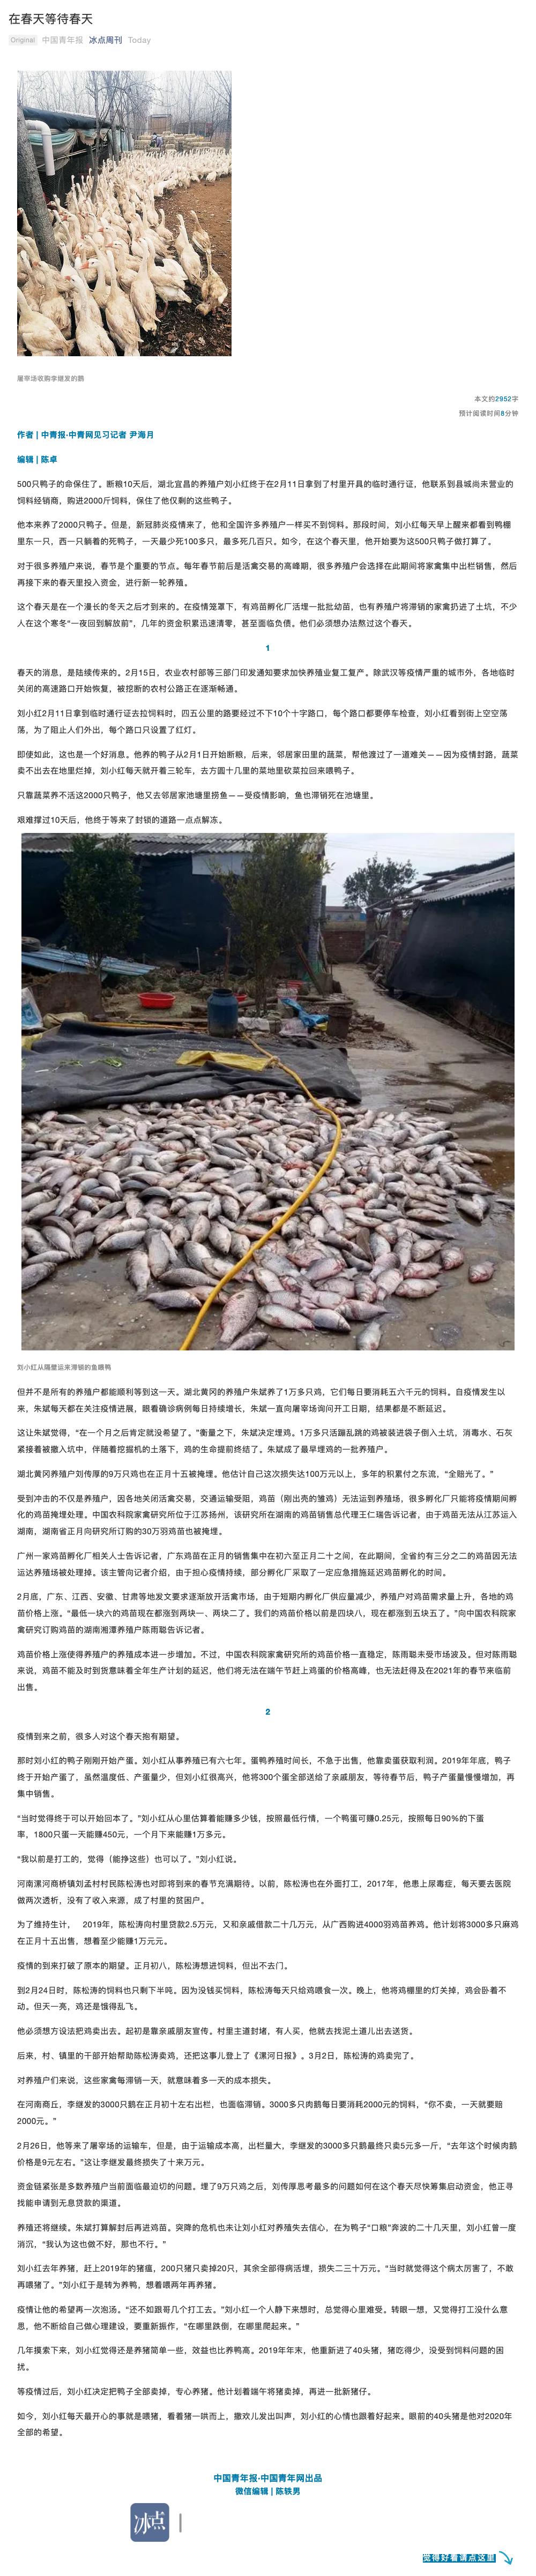 在春天等待春天
Original 中国青年报 冰点周刊 Today
屠宰场收购李继发的鹅
本文约2952字
预计阅读时间8分钟
作者 | 中青报·中青网见习记者 尹海月
编辑 | 陈卓
500只鸭子的命保住了。断粮10天后，湖北宜昌的养殖户刘小红终于在2月11日拿到了村里开具的临时通行证，他联系到县城尚未营业的
饲料经销商，购进2000斤饲料，保住了他仅剩的这些鸭子。
他本来养了2000只鸭子。但是，新冠肺炎疫情来了，他和全国许多养殖户一样买不到饲料。那段时间，刘小红每天早上醒来都看到鸭棚
里东一只，西一只躺着的死鸭子，一天最少死100多只，最多死几百只。如今，在这个春天里，他开始要为这500只鸭子做打算了。
对于很多养殖户来说，春节是个重要的节点。每年春节前后是活禽交易的高峰期，很多养殖户会选择在此期间将家禽集中出栏销售，然后
再接下来的春天里投入资金，进行新一轮养殖。
这个春天是在一个漫长的冬天之后才到来的。在疫情笼罩下，有鸡苗孵化厂活埋一批批幼苗，也有养殖户将滞销的家禽扔进了土坑，不少
人在这个寒冬“一夜回到解放前”，几年的资金积累迅速清零，甚至面临负债。他们必须想办法熬过这个春天。
1
春天的消息，是陆续传来的。2月15日，农业农村部等三部门印发通知要求加快养殖业复工复产。除武汉等疫情严重的城市外，各地临时
关闭的高速路口开始恢复，被挖断的农村公路正在逐渐畅通。
刘小红2月11日拿到临时通行证去拉饲料时，四五公里的路要经过不下10个十字路口，每个路口都要停车检查，刘小红看到街上空空荡
荡，为了阻止人们外出，每个路口只设置了红灯。
即使如此，这也是一个好消息。他养的鸭子从2月1日开始断粮，后来，邻居家田里的蔬菜，帮他渡过了一道难关——因为疫情封路，蔬菜
卖不出去在地里烂掉，刘小红每天就开着三轮车，去方圆十几里的菜地里砍菜拉回来喂鸭子。
只靠蔬菜养不活这2000只鸭子，他又去邻居家池塘里捞鱼——受疫情影响，鱼也滞销死在池塘里。
艰难撑过10天后，他终于等来了封锁的道路一点点解冻。
刘小红从隔壁运来滞销的鱼喂鸭
但并不是所有的养殖户都能顺利等到这一天。湖北黄冈的养殖户朱斌养了1万多只鸡，它们每日要消耗五六千元的饲料。自疫情发生以
来，朱斌每天都在关注疫情进展，眼看确诊病例每日持续增长，朱斌一直向屠宰场询问开工日期，结果都是不断延迟。
这让朱斌觉得，“在一个月之后肯定就没希望了。”衡量之下，朱斌决定埋鸡。1万多只活蹦乱跳的鸡被装进袋子倒入土坑，消毒水、石灰
紧接着被撒入坑中，伴随着挖掘机的土落下，鸡的生命提前终结了。朱斌成了最早埋鸡的一批养殖户。
湖北黄冈养殖户刘传厚的9万只鸡也在正月十五被掩埋。他估计自己这次损失达100万元以上，多年的积累付之东流，“全赔光了。”
受到冲击的不仅是养殖户，因各地关闭活禽交易，交通运输受阻，鸡苗（刚出壳的雏鸡）无法运到养殖场，很多孵化厂只能将疫情期间孵
化的鸡苗掩埋处理。中国农科院家禽研究所位于江苏扬州，该研究所在湖南的鸡苗销售总代理王仁瑞告诉记者，由于鸡苗无法从江苏运入
湖南，湖南省正月向研究所订购的30万羽鸡苗也被掩埋。
广州一家鸡苗孵化厂相关人士告诉记者，广东鸡苗在正月的销售集中在初六至正月二十之间，在此期间，全省约有三分之二的鸡苗因无法
运达养殖场被处理掉。该主管向记者介绍，由于担心疫情持续，部分孵化厂采取了一定应急措施延迟鸡苗孵化的时间。
2月底，广东、江西、安徽、甘肃等地发文要求逐渐放开活禽市场，由于短期内孵化厂供应量减少，养殖户对鸡苗需求量上升，各地的鸡
苗价格上涨。“最低一块六的鸡苗现在都涨到两块一、两块二了。我们的鸡苗价格以前是四块八，现在都涨到五块五了。”向中国农科院家
禽研究订购鸡苗的湖南湘潭养殖户陈雨聪告诉记者。
鸡苗价格上涨使得养殖户的养殖成本进一步增加。不过，中国农科院家禽研究所的鸡苗价格一直稳定，陈雨聪未受市场波及。但对陈雨聪
来说，鸡苗不能及时到货意味着全年生产计划的延迟，他们将无法在端午节赶上鸡蛋的价格高峰，也无法赶得及在2021年的春节来临前
出售。
2
疫情到来之前，很多人对这个春天抱有期望。
那时刘小红的鸭子刚刚开始产蛋。刘小红从事养殖已有六七年。蛋鸭养殖时间长，不急于出售，他靠卖蛋获取利润。2019年年底，鸭子
终于开始产蛋了，虽然温度低、产蛋量少，但刘小红很高兴，他将300个蛋全部送给了亲戚朋友，等待春节后，鸭子产蛋量慢慢增加，再
集中销售。
“当时觉得终于可以开始回本了。”刘小红从心里估算着能赚多少钱，按照最低行情，一个鸭蛋可赚0.25元，按照每日90%的下蛋
率，1800只蛋一天能赚450元，一个月下来能赚1万多元。
“我以前是打工的，觉得（能挣这些）也可以了。”刘小红说。
河南漯河商桥镇刘孟村村民陈松涛也对即将到来的春节充满期待。以前，陈松涛也在外面打工，2017年，他患上尿毒症，每天要去医院
做两次透析，没有了收入来源，成了村里的贫困户。
为了维持生计，　2019年，陈松涛向村里贷款2.5万元，又和亲戚借款二十几万元，从广西购进4000羽鸡苗养鸡。他计划将3000多只麻鸡
在正月十五出售，想着至少能赚1万元元。
疫情的到来打破了原本的期望。正月初八，陈松涛想进饲料，但出不去门。
到2月24日时，陈松涛的饲料也只剩下半吨。因为没钱买饲料，陈松涛每天只给鸡喂食一次。晚上，他将鸡棚里的灯关掉，鸡会卧着不
动。但天一亮，鸡还是饿得乱飞。
他必须想方设法把鸡卖出去。起初是靠亲戚朋友宣传。村里主道封堵，有人买，他就去找泥土道儿出去送货。
后来，村、镇里的干部开始帮助陈松涛卖鸡，还把这事儿登上了《漯河日报》。3月2日，陈松涛的鸡卖完了。
对养殖户们来说，这些家禽每滞销一天，就意味着多一天的成本损失。
在河南商丘，李继发的3000只鹅在正月初十左右出栏，也面临滞销。3000多只肉鹅每日要消耗2000元的饲料，“你不卖，一天就要赔
2000元。”
2月26日，他等来了屠宰场的运输车，但是，由于运输成本高，出栏量大，李继发的3000多只鹅最终只卖5元多一斤，“去年这个时候肉鹅
价格是9元左右。”这让李继发最终损失了十来万元。
资金链紧张是多数养殖户当前面临最迫切的问题。埋了9万只鸡之后，刘传厚思考最多的问题如何在这个春天尽快筹集启动资金，他正寻
找能申请到无息贷款的渠道。
养殖还将继续。朱斌打算解封后再进鸡苗。突降的危机也未让刘小红对养殖失去信心，在为鸭子“口粮”奔波的二十几天里，刘小红曾一度
消沉，“我认为这也做不好，那也不行。”
刘小红去年养猪，赶上2019年的猪瘟，200只猪只卖掉20只，其余全部得病活埋，损失二三十万元。“当时就觉得这个病太厉害了，不敢
再喂猪了。”刘小红于是转为养鸭，想着喂两年再养猪。
疫情让他的希望再一次泡汤。“还不如跟哥几个打工去。”刘小红一个人静下来想时，总觉得心里难受。转眼一想，又觉得打工没什么意
思，他不断给自己做心理建设，要重新振作，“在哪里跌倒，在哪里爬起来。”
几年摸索下来，刘小红觉得还是养猪简单一些，效益也比养鸭高。2019年年末，他重新进了40头猪，猪吃得少，没受到饲料问题的困
扰。
等疫情过后，刘小红决定把鸭子全部卖掉，专心养猪。他计划着端午将猪卖掉，再进一批新猪仔。
如今，刘小红每天最开心的事就是喂猪，看着猪一哄而上，撒欢儿发出叫声，刘小红的心情也跟着好起来。眼前的40头猪是他对2020年
全部的希望。
中国青年报·中国青年网出品
微信编辑 | 陈轶男
冰点
觉得好看请点这里